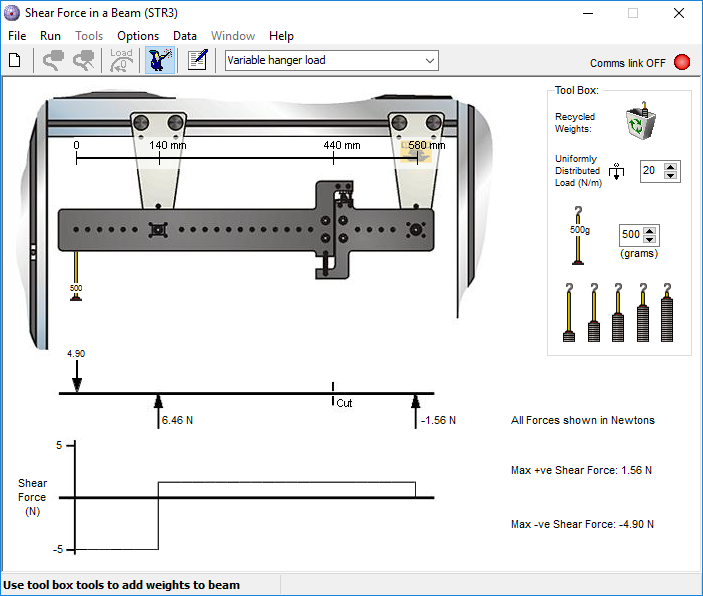 Shear Force in a Beam (STR3)
File Run Tools Options Data Window Help
Load
Variable hanger load
Comms link OFF
0 140 mm 440 mm 580 mm
Tool Box:
Recycled
Weights:
Uniformly
Distributed
Load (N/m)
20
500g
500
(grams)
500
4.90
Cut
6.46 N
-1.56 N
All Forces shown in Newtons
5
Shear
Force
(N)
-5
Max +ve Shear Force: 1.56 N
Max -ve Shear Force: -4.90 N
Use tool box tools to add weights to beam